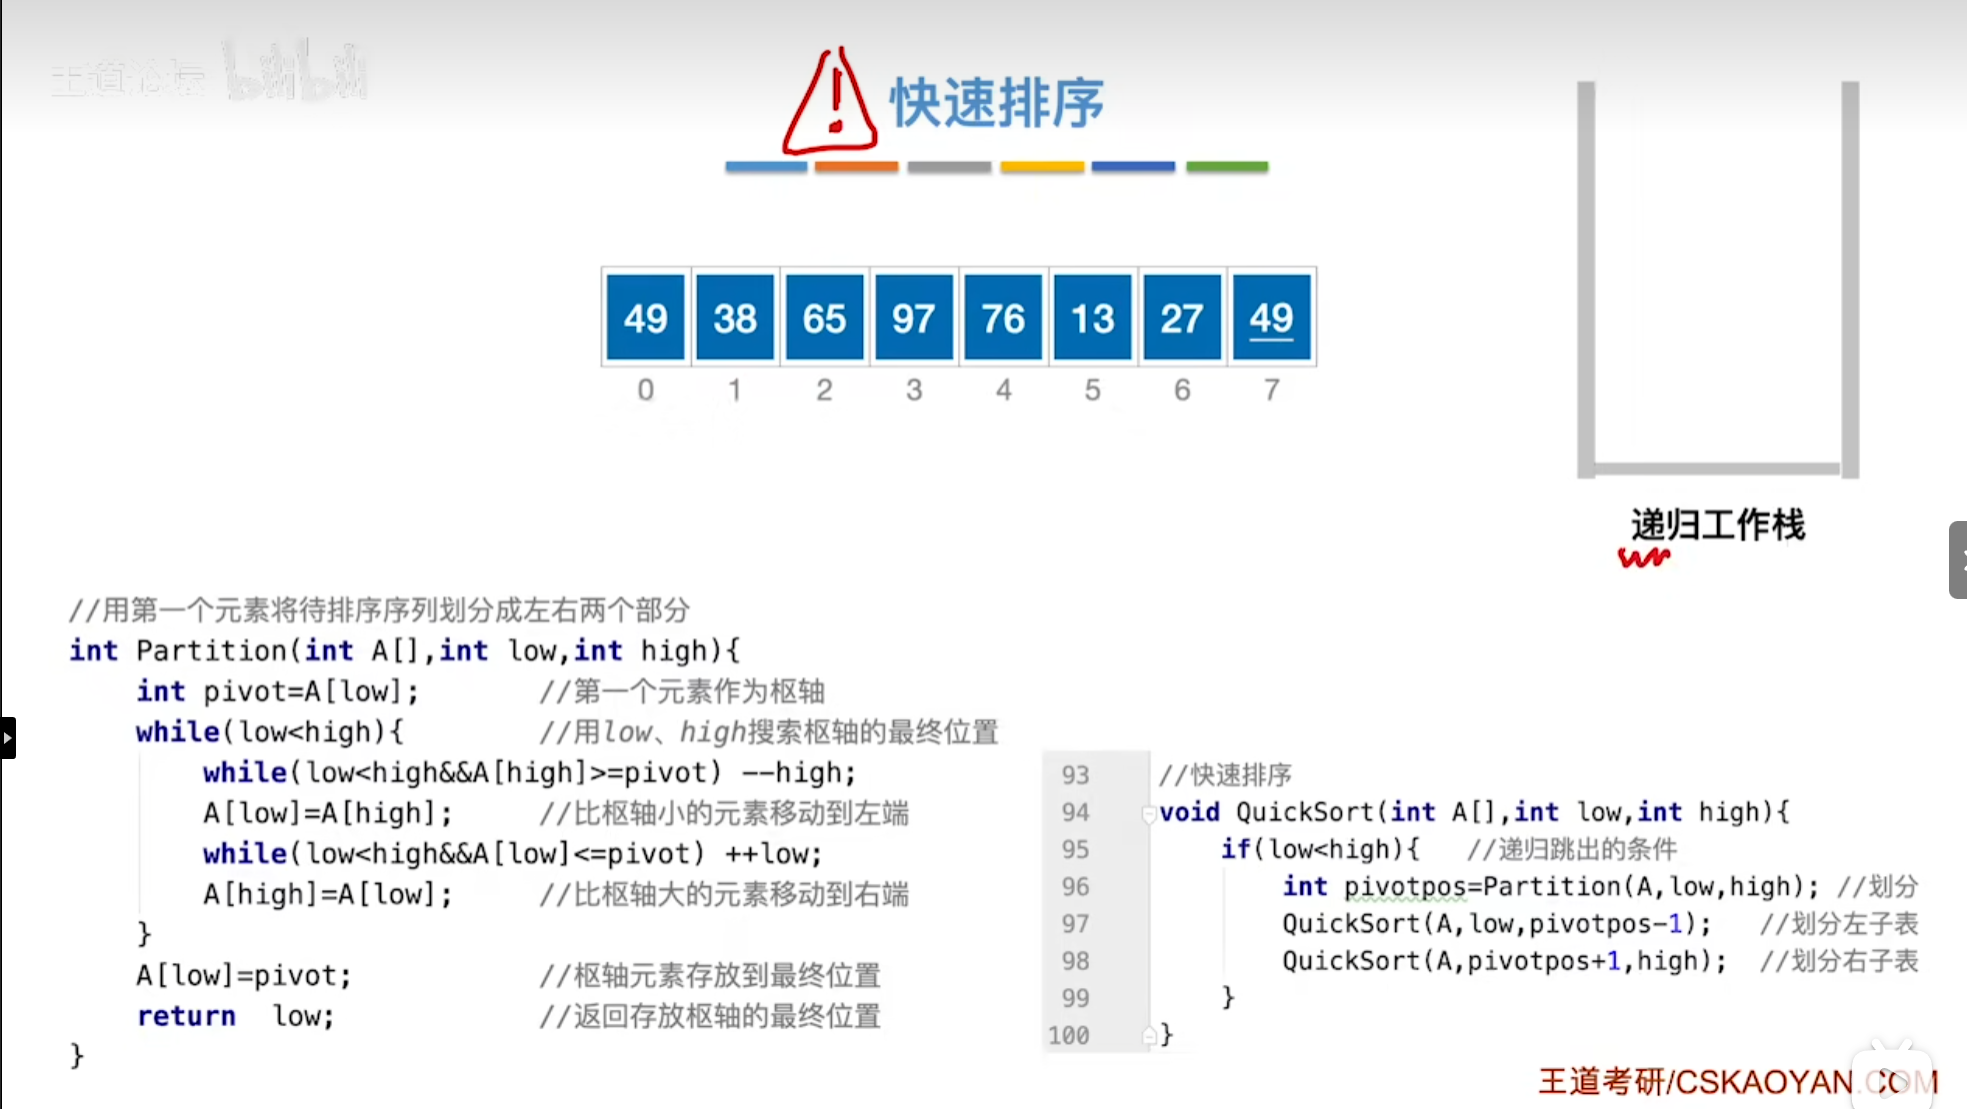 王道论坛 bilibili
快速排序
49 38 65 97 76 13 27 49
0 1 2 3 4 5 6 7
递归工作栈
//用第一个元素将待排序序列划分成左右两个部分
int Partition(int A[],int low,int high){
int pivot=A[low]; //第一个元素作为枢轴
while(low<high){ //用low、high搜索枢轴的最终位置
while(low<high&&A[high]>=pivot) --high;
A[low]=A[high]; //比枢轴小的元素移动到左端
while(low<high&&A[low]<=pivot) ++low;
A[high]=A[low]; //比枢轴大的元素移动到右端
}
A[low]=pivot; //枢轴元素存放到最终位置
return low; //返回存放枢轴的最终位置
}
93 //快速排序
94 void QuickSort(int A[],int low,int high){
95 if(low<high){ //递归跳出的条件
96 int pivotpos=Partition(A,low,high); //划分
97 QuickSort(A,low,pivotpos-1); //划分左子表
98 QuickSort(A,pivotpos+1,high); //划分右子表
99 }
100 }
王道考研/CSKAOYAN.COM